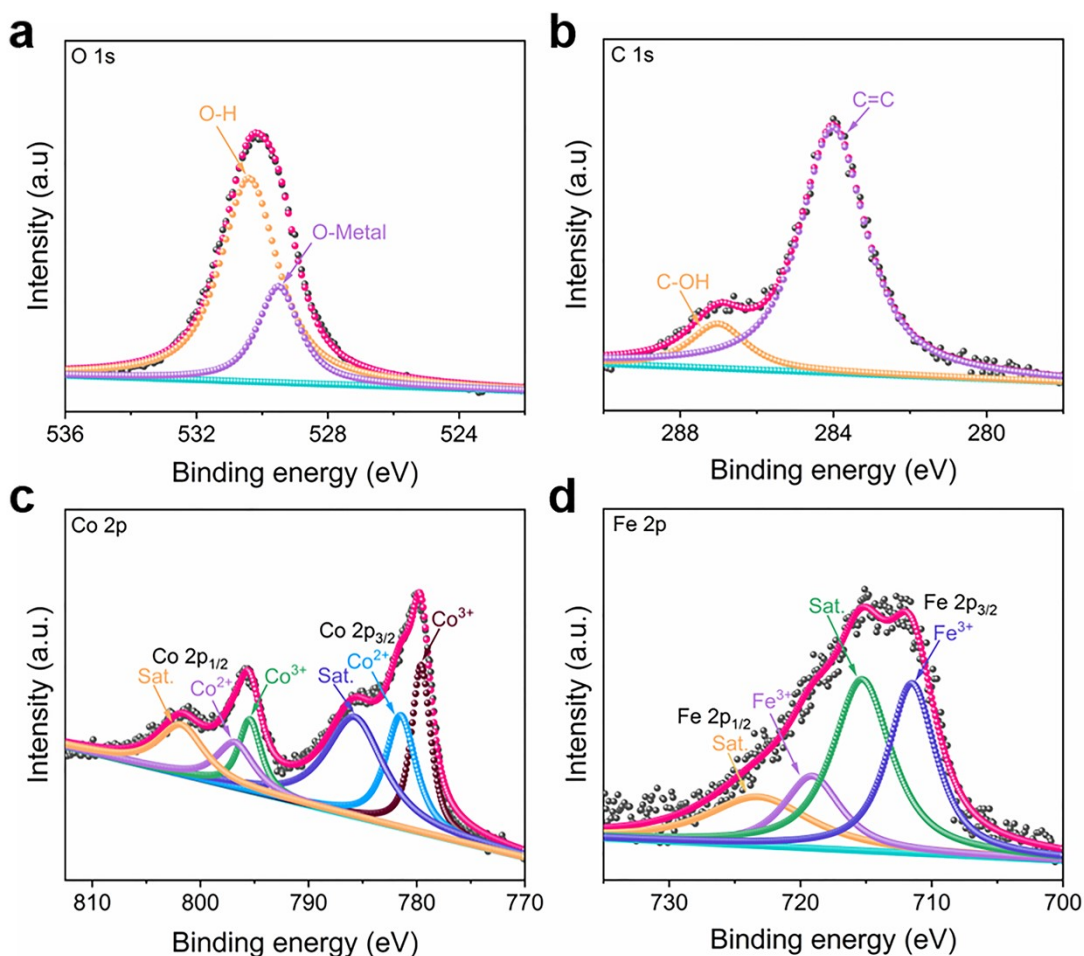 a
O 1s
O-H
O-Metal
Intensity (a.u)
536 532 528 524
Binding energy (eV)
b
C 1s
C=C
C-OH
Intensity (a.u)
288 284 280
Binding energy (eV)
c
Co 2p
Co³⁺
Co 2p₃/₂
Co 2p₁/₂
Co²⁺
Sat.
Co³⁺
Sat.
Co²⁺
Intensity (a.u.)
810 800 790 780 770
Binding energy (eV)
d
Fe 2p
Sat.
Fe 2p₃/₂
Fe³⁺
Fe³⁺
Fe 2p₁/₂
Sat.
Intensity (a.u.)
730 720 710 700
Binding energy (eV)